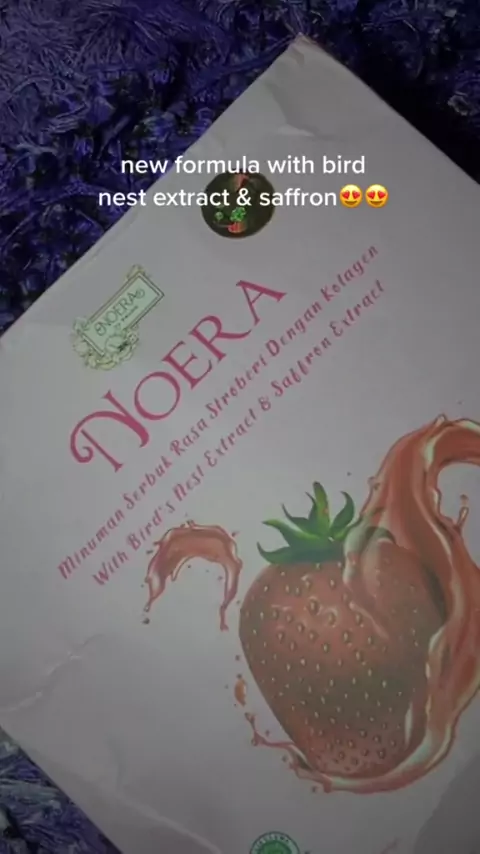 new formula with bird
nest extract & saffron😍😍
NOERA
NOERA
Minuman Serbuk Rasa Stroberi Dengan Kolagen
With Bird's Nest Extract & Saffron Extract